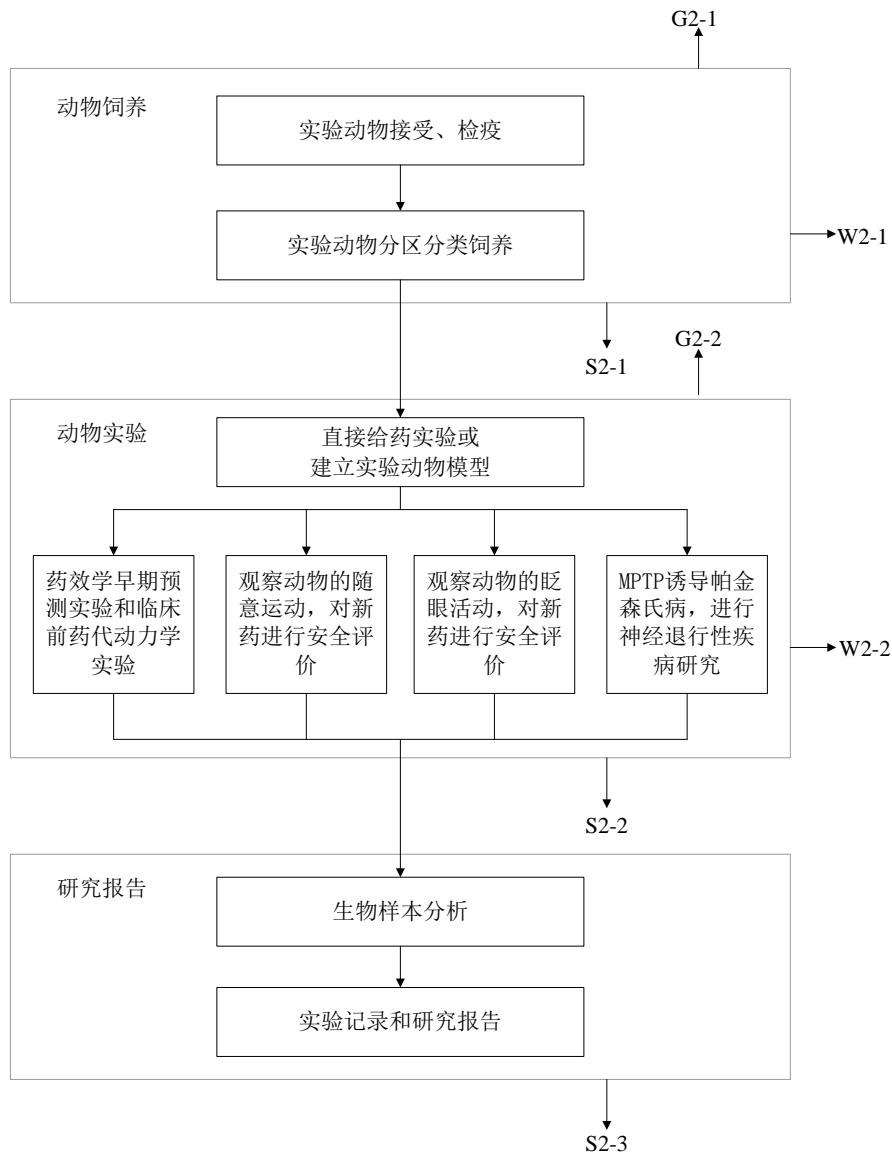 G2-1
动物饲养
实验动物接受、检疫
实验动物分区分类饲养
W2-1
S2-1
G2-2
动物实验
直接给药实验或
建立实验动物模型
药效学早期预
测实验和临床
前药代动力学
实验
观察动物的随
意运动，对新
药进行安全评
价
观察动物的眨
眼活动，对新
药进行安全评
价
MPTP诱导帕金
森氏病，进行
神经退行性疾
病研究
W2-2
S2-2
研究报告
生物样本分析
实验记录和研究报告
S2-3